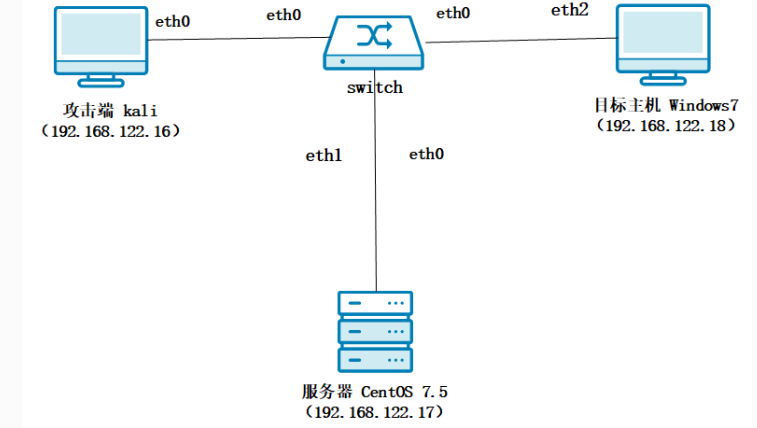 eth0
eth0
eth0
eth2
switch
攻击端 kali
(192.168.122.16)
目标主机 Windows7
(192.168.122.18)
eth1
eth0
服务器 CentOS 7.5
(192.168.122.17)